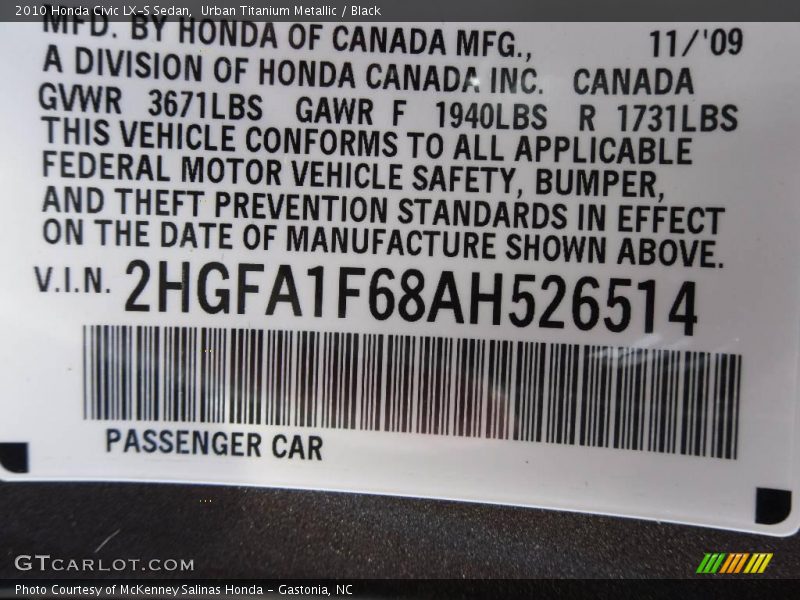 2010 Honda Civic LX-S Sedan, Urban Titanium Metallic / Black
MFD. BY HONDA OF CANADA MFG., 11/'09
A DIVISION OF HONDA CANADA INC. CANADA
GVWR 3671LBS GAWR F 1940LBS R 1731LBS
THIS VEHICLE CONFORMS TO ALL APPLICABLE
FEDERAL MOTOR VEHICLE SAFETY, BUMPER,
AND THEFT PREVENTION STANDARDS IN EFFECT
ON THE DATE OF MANUFACTURE SHOWN ABOVE.
V.I.N. 2HGFA1F68AH526514
PASSENGER CAR
GTCARLOT.COM
Photo Courtesy of McKenney Salinas Honda - Gastonia, NC